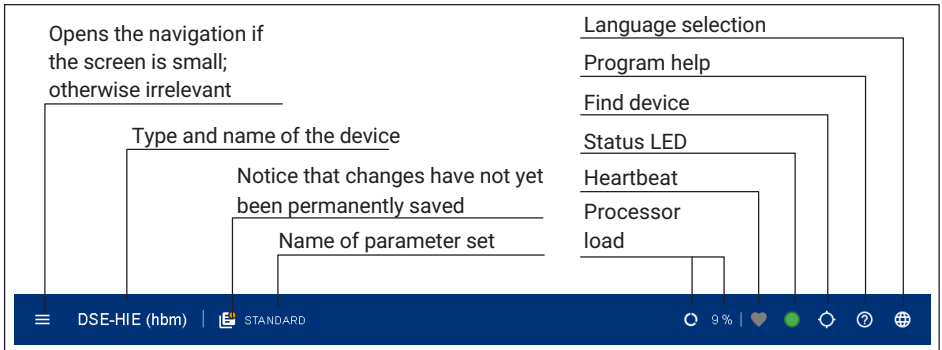 Opens the navigation if
the screen is small;
otherwise irrelevant
Type and name of the device
Notice that changes have not yet
been permanently saved
Name of parameter set
Language selection
Program help
Find device
Status LED
Heartbeat
Processor
load
DSE-HIE (hbm) | STANDARD 9 % |